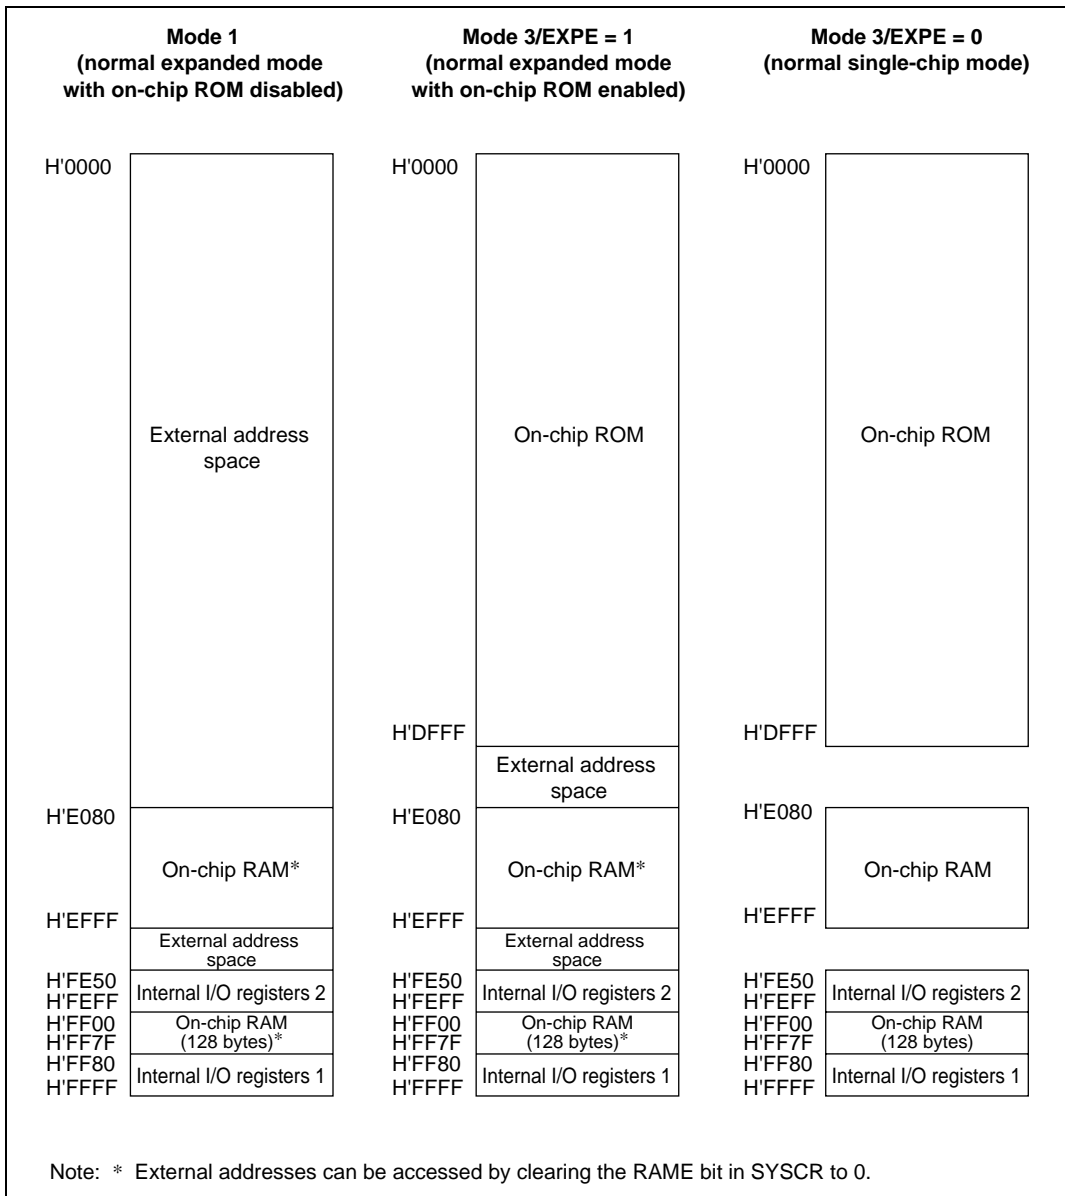 Mode 1
(normal expanded mode
with on-chip ROM disabled)
H'0000
External address
space
H'E080
On-chip RAM*
H'EFFF
External address
space
H'FE50
Internal I/O registers 2
H'FEFF
H'FF00
On-chip RAM
(128 bytes)*
H'FF7F
H'FF80
Internal I/O registers 1
H'FFFF
Mode 3/EXPE = 1
(normal expanded mode
with on-chip ROM enabled)
H'0000
On-chip ROM
H'DFFF
External address
space
H'E080
On-chip RAM*
H'EFFF
External address
space
H'FE50
Internal I/O registers 2
H'FEFF
H'FF00
On-chip RAM
(128 bytes)*
H'FF7F
H'FF80
Internal I/O registers 1
H'FFFF
Mode 3/EXPE = 0
(normal single-chip mode)
H'0000
On-chip ROM
H'DFFF
H'E080
On-chip RAM
H'EFFF
H'FE50
Internal I/O registers 2
H'FEFF
H'FF00
On-chip RAM
(128 bytes)
H'FF7F
H'FF80
Internal I/O registers 1
H'FFFF
Note: * External addresses can be accessed by clearing the RAME bit in SYSCR to 0.